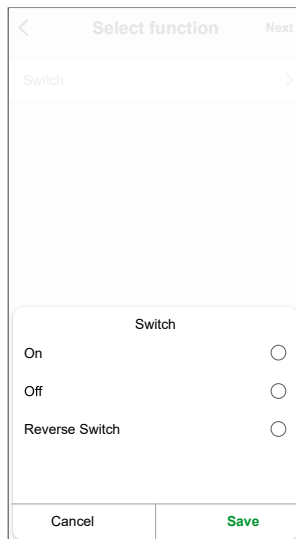 Select function Next
Switch
Switch
On
Off
Reverse Switch
Cancel Save